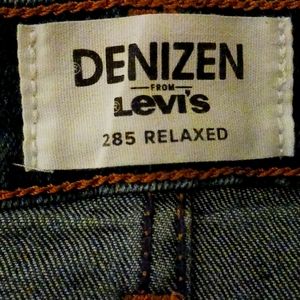 DENIZEN
FROM
Levi's
285 RELAXED